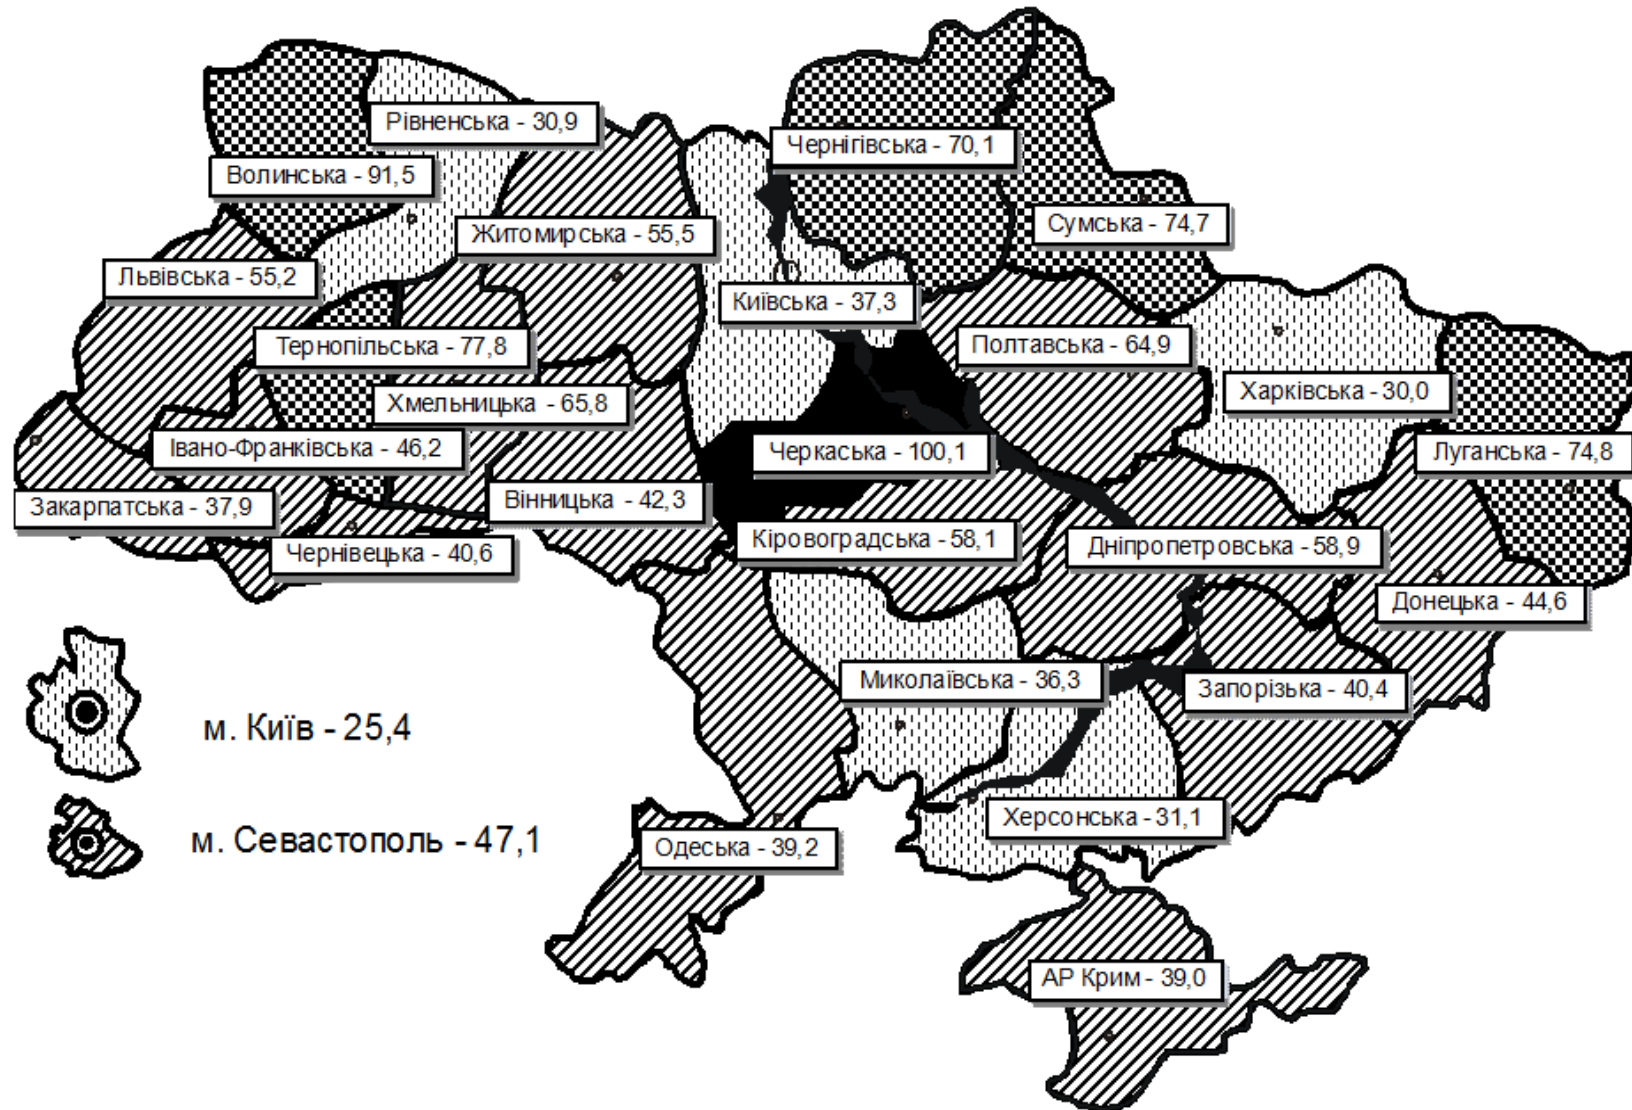 Рівненська - 30,9
Чернігівська - 70,1
Волинська - 91,5
Сумська - 74,7
Житомирська - 55,5
Львівська - 55,2
Київська - 37,3
Тернопільська - 77,8
Полтавська - 64,9
Харківська - 30,0
Хмельницька - 65,8
Івано-Франківська - 46,2
Черкаська - 100,1
Луганська - 74,8
Вінницька - 42,3
Закарпатська - 37,9
Кіровоградська - 58,1
Дніпропетровська - 58,9
Чернівецька - 40,6
Донецька - 44,6
Миколаївська - 36,3
Запорізька - 40,4
м. Київ - 25,4
Херсонська - 31,1
м. Севастополь - 47,1
Одеська - 39,2
АР Крим - 39,0